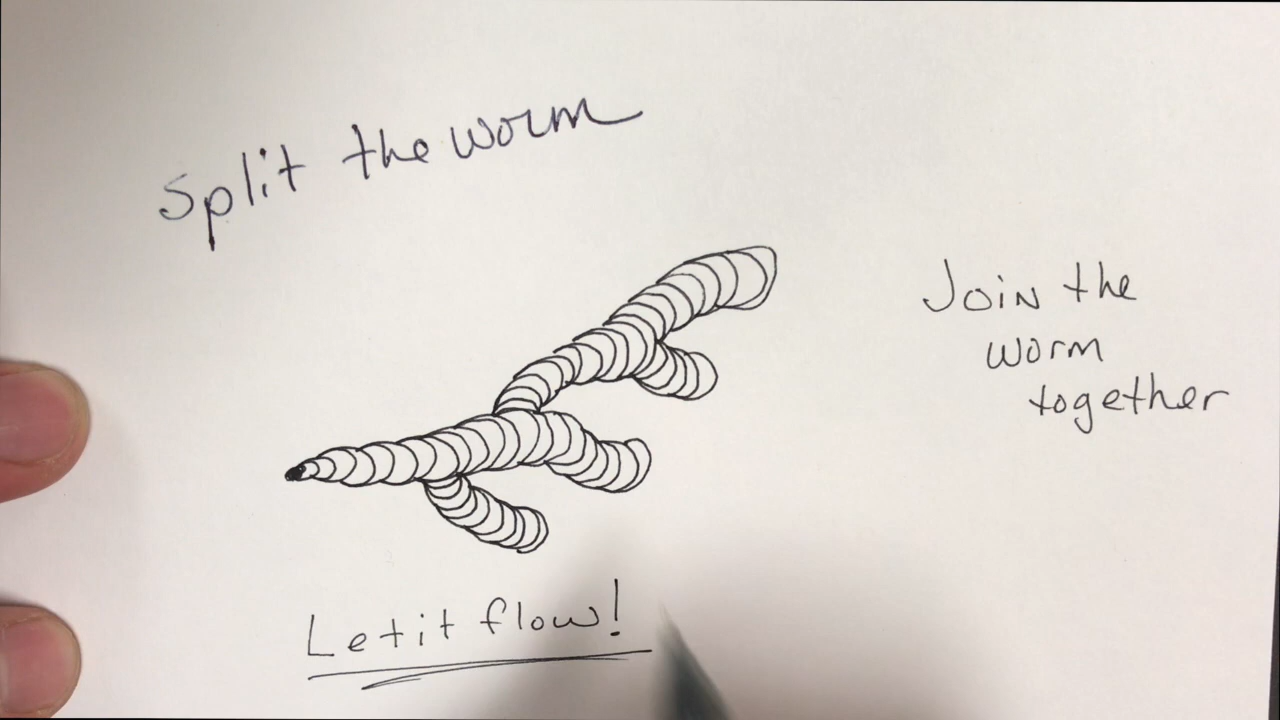 Split the worm
Join the
worm
together
Let it flow!